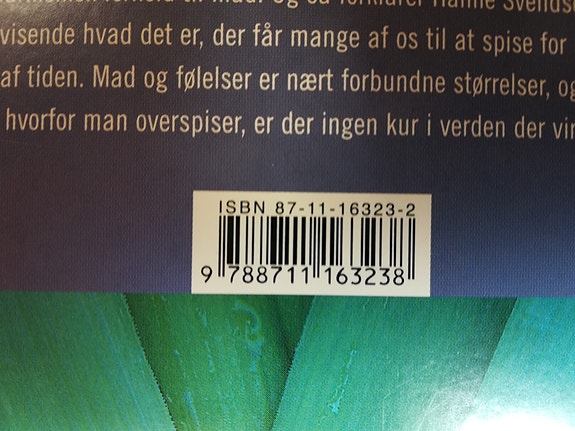 visende hvad det er, der får mange af os til at spise for
af tiden. Mad og følelser er nært forbundne størrelser, og
hvorfor man overspiser, er der ingen kur i verden der
ISBN 87-11-16323-2
9 788711 163238